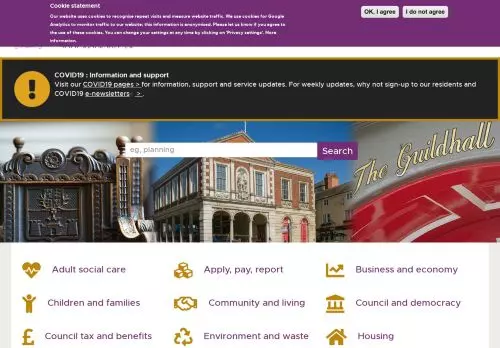 Cookie statement
Our website uses cookies to recognise repeat visits and measure website traffic. We use cookies for
Google Analytics to monitor traffic to our website; this information is anonymised. Please let us know if you agree to
the use of these cookies. You can change your settings at any time by clicking on 'Privacy settings'. More
information.
OK, I agree
I do not agree
COVID19 : Information and support
Visit our COVID19 pages > for information, support and service updates. For weekly updates, why not sign-up to our residents and
COVID19 e-newsletters > .
eg, planning
Search
The Guildhall
Adult social care
Apply, pay, report
Business and economy
Children and families
Community and living
Council and democracy
Council tax and benefits
Environment and waste
Housing